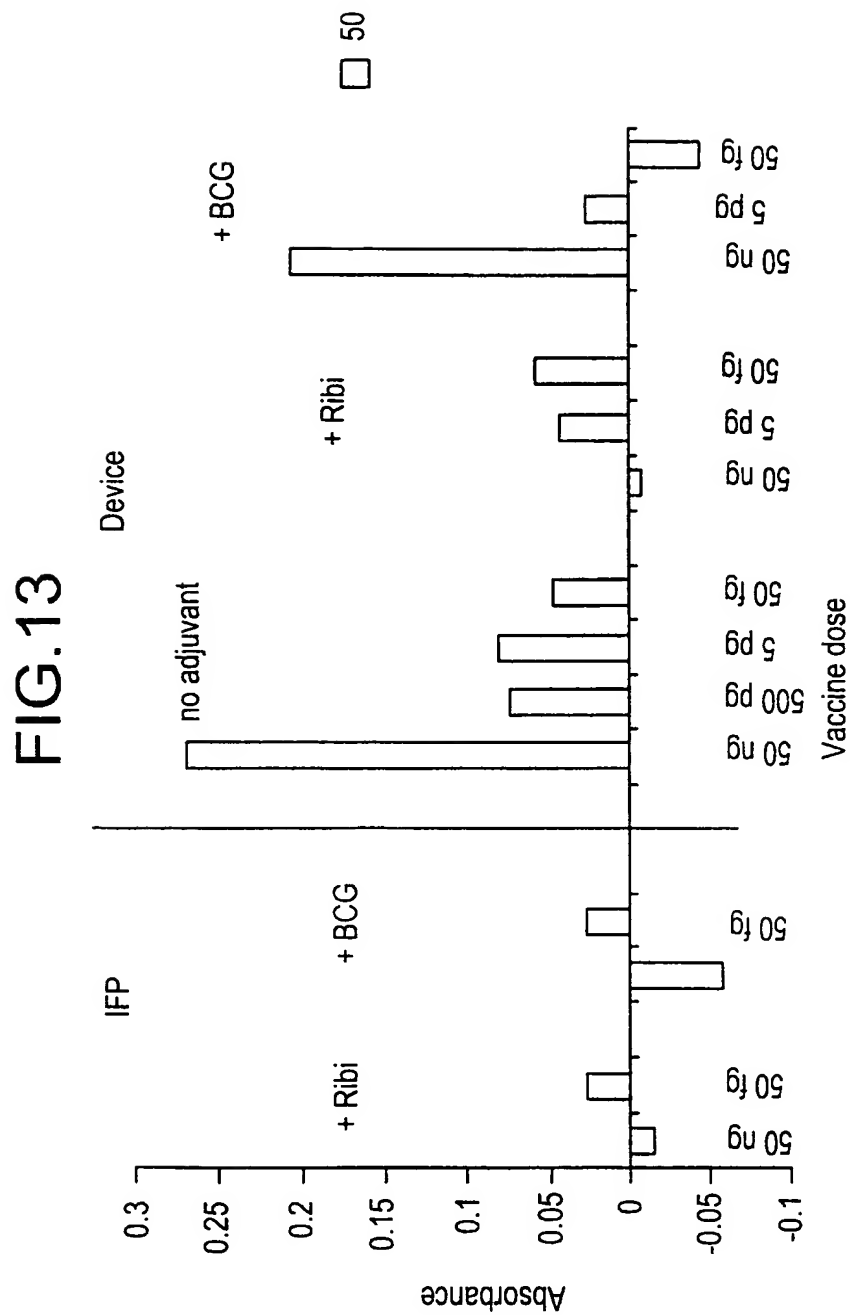 FIG.13
IFP
Device
+ Ribi
+ BCG
no adjuvant
+ Ribi
+ BCG
50
0.3
0.25
0.2
0.15
0.1
0.05
0
-0.05
-0.1
Absorbance
50 ng
50 fg
50 fg
50 ng
500 pg
5 pg
50 fg
50 ng
5 pg
50 fg
50 ng
5 pg
50 fg
Vaccine dose